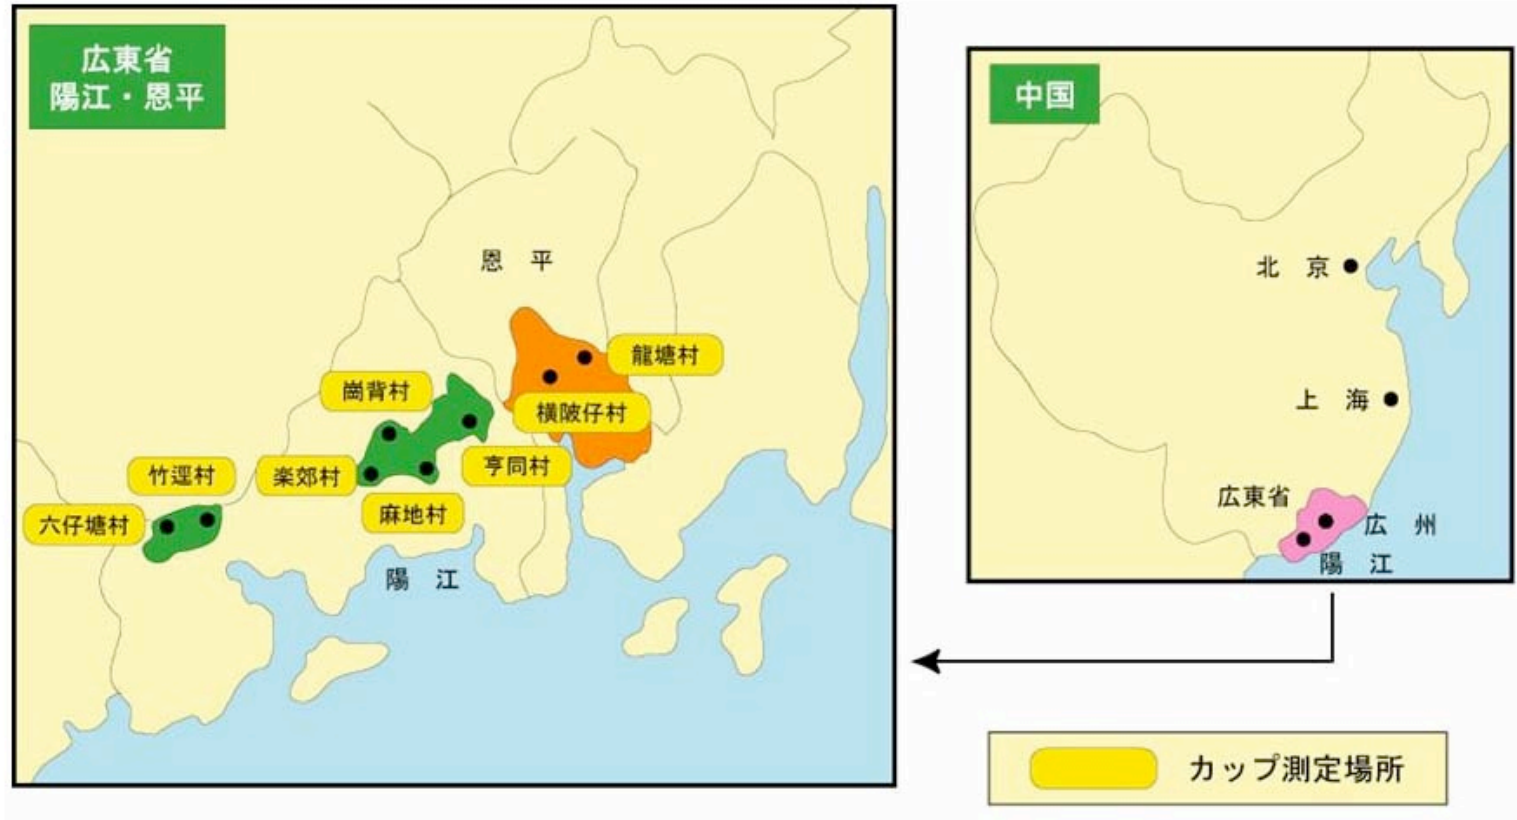 広東省
陽江・恩平
恩 平
龍塘村
崗背村
横陂仔村
亨同村
竹逕村
楽郊村
麻地村
六仔塘村
陽 江
中国
北 京
上 海
広東省
広 州
陽 江
カップ測定場所